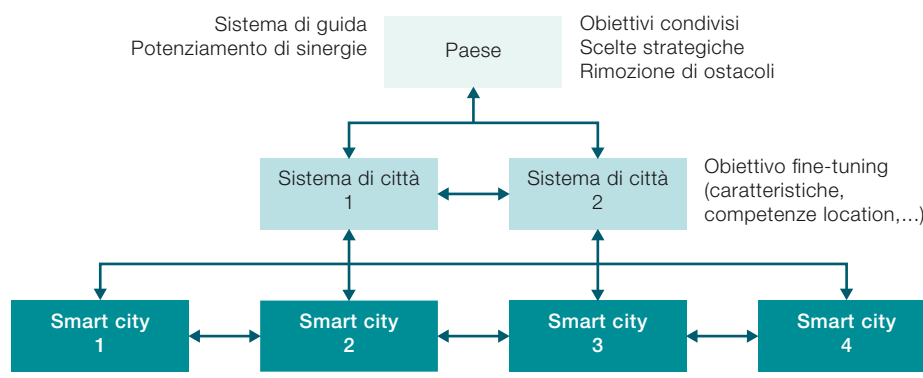 Sistema di guida
Potenziamento di sinergie
Paese
Obiettivi condivisi
Scelte strategiche
Rimozione di ostacoli
Sistema di città
1
Sistema di città
2
Obiettivo fine-tuning
(caratteristiche,
competenze location,...)
Smart city
1
Smart city
2
Smart city
3
Smart city
4